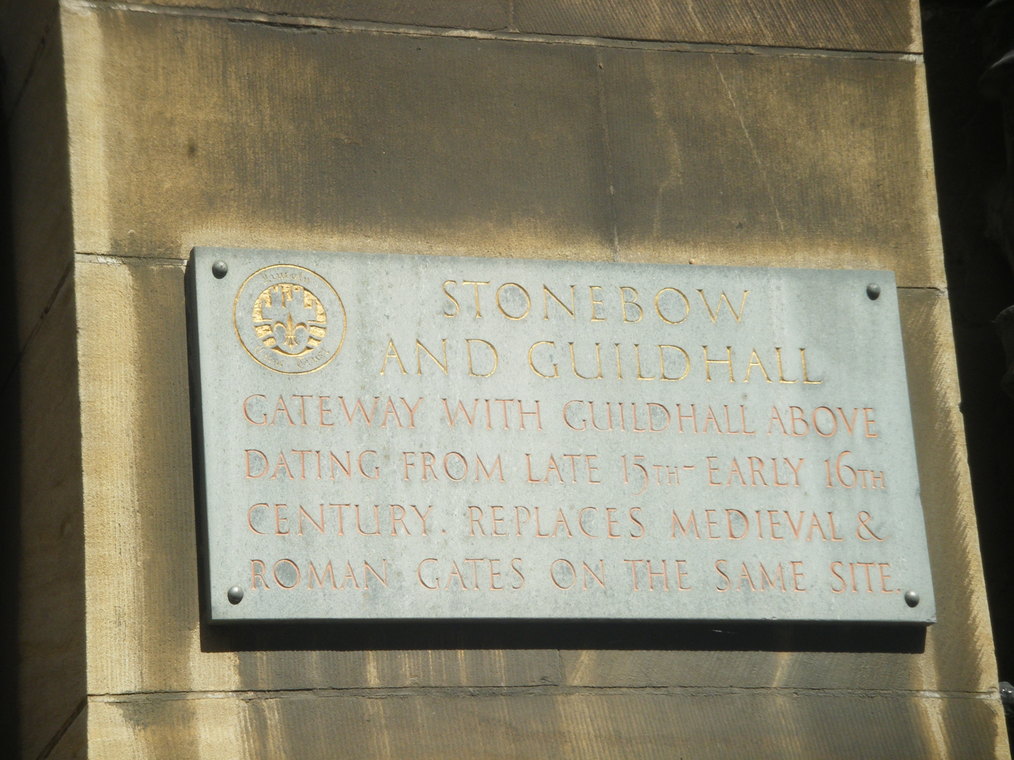 STONEBOW
AND GUILDHALL
GATEWAY WITH GUILDHALL ABOVE
DATING FROM LATE 15TH-EARLY 16TH
CENTURY. REPLACES MEDIEVAL &
ROMAN GATES ON THE SAME SITE.